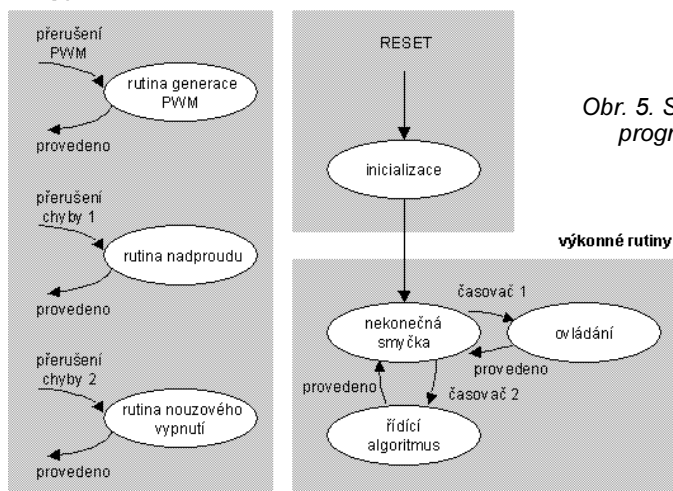 přerušení
PWM
rutina generace
PWM
provedeno
přerušení
chyby 1
rutina nadproudu
provedeno
přerušení
chyby 2
rutina nouzového
vypnutí
provedeno
RESET
inicializace
Obr. 5. S
progr
výkonné rutiny
nekonečná
smyčka
časovač 1
ovládání
provedeno
provedeno
časovač 2
řídící
algoritmus